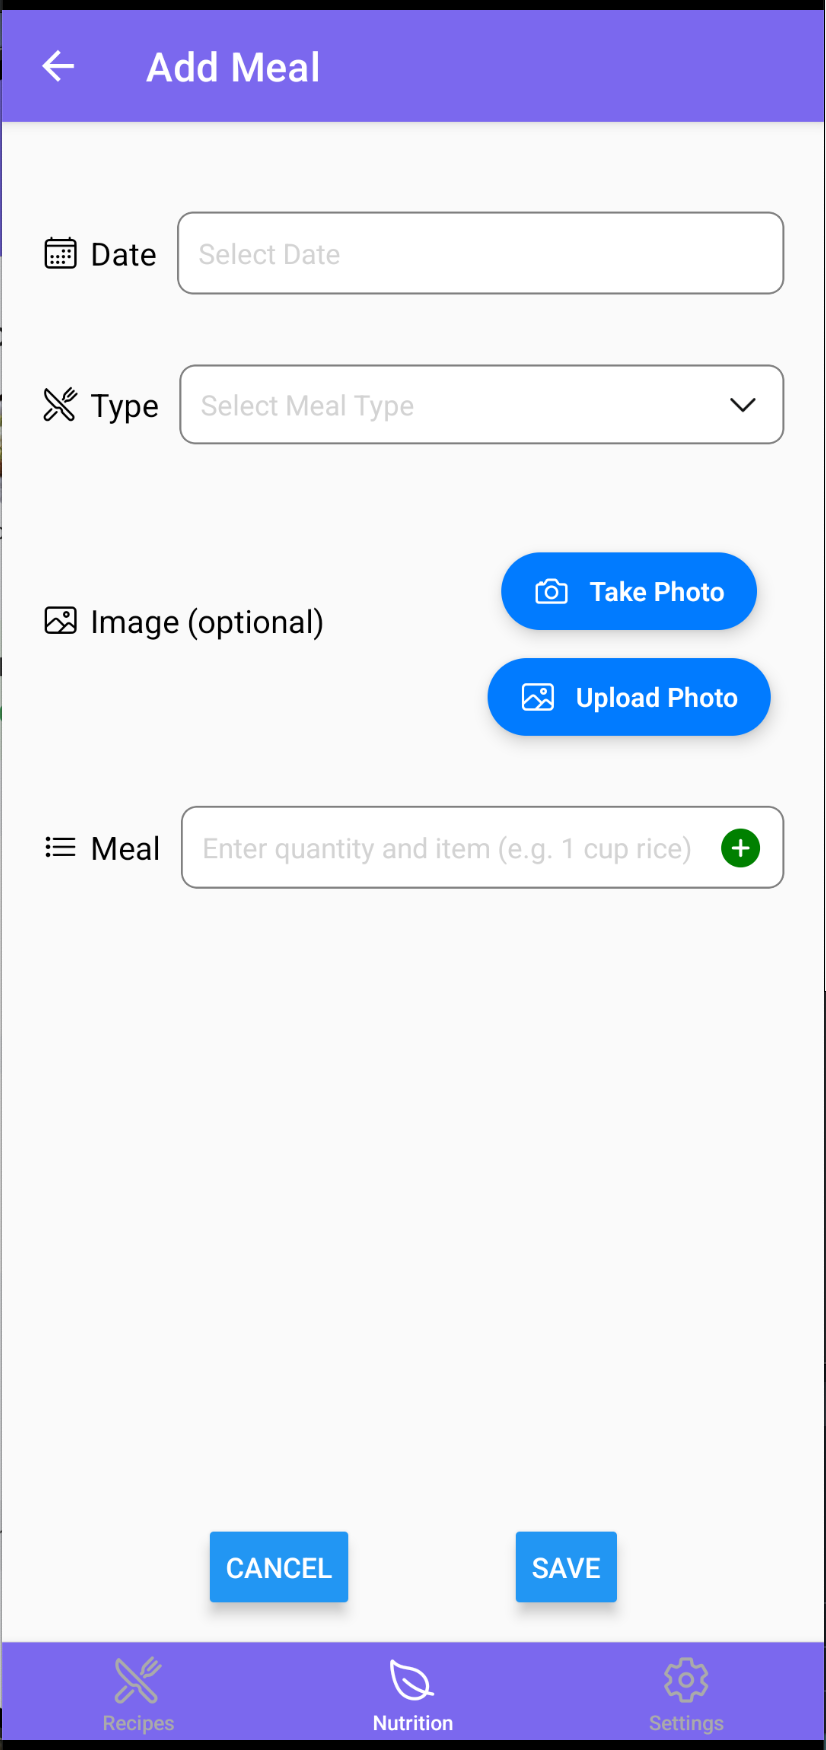 Add Meal
Date
Select Date
Type
Select Meal Type
Image (optional)
Take Photo
Upload Photo
Meal
Enter quantity and item (e.g. 1 cup rice)
CANCEL
SAVE
Recipes
Nutrition
Settings